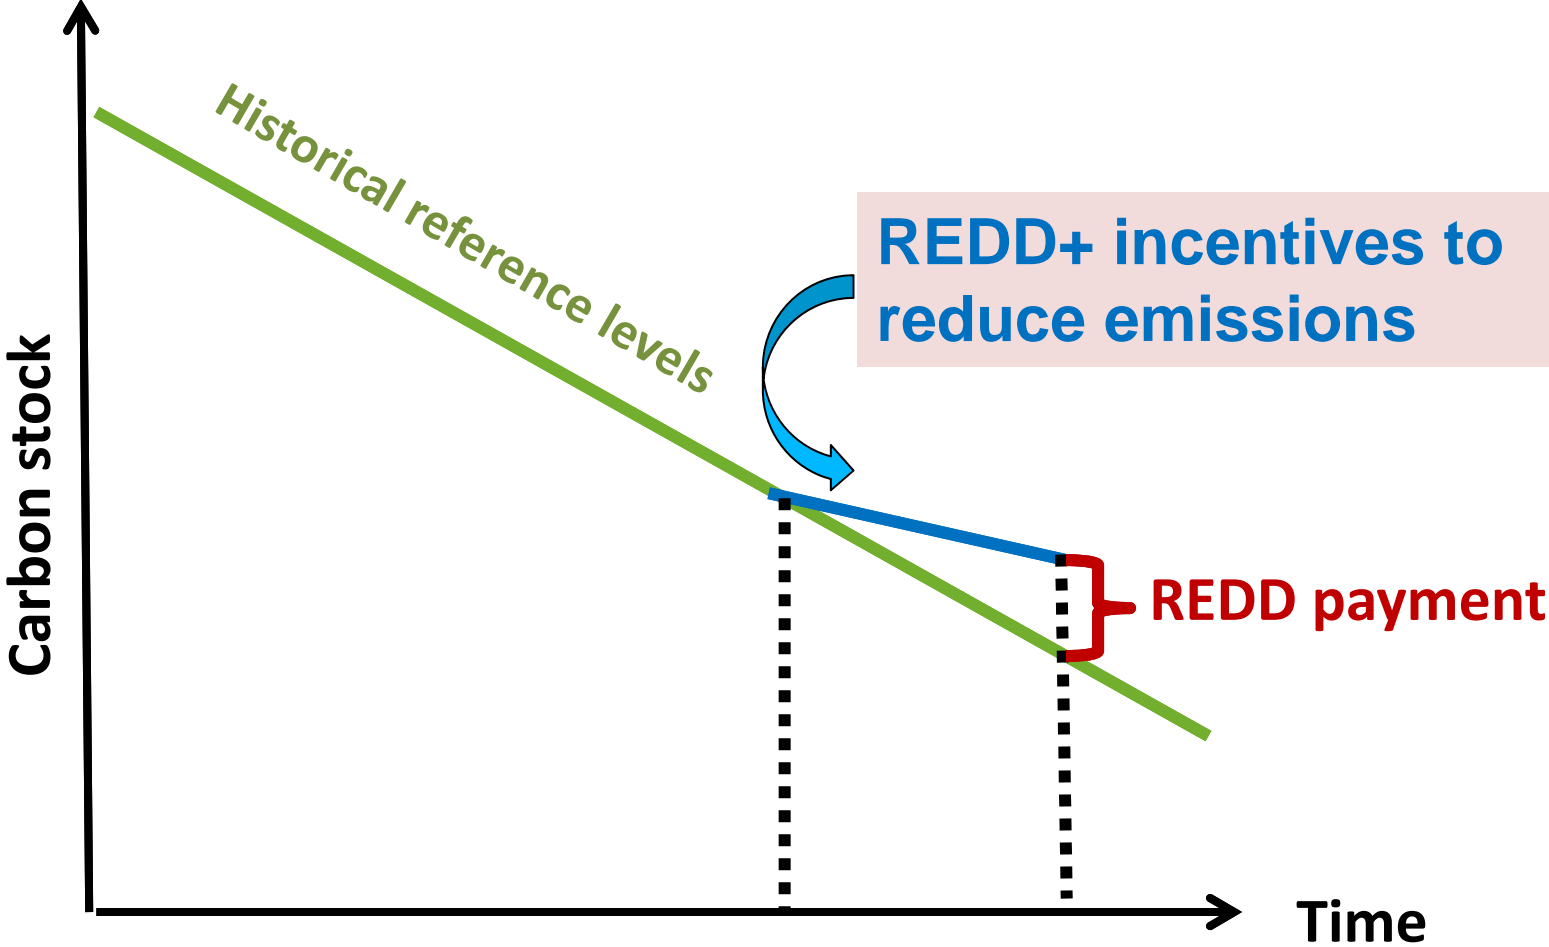 Historical reference levels
REDD+ incentives to
reduce emissions
Carbon stock
REDD payment
Time